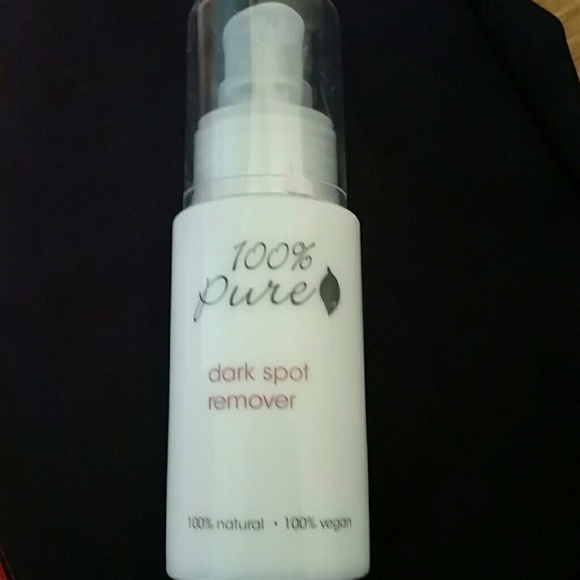 100%
pure
dark spot
remover
100% natural • 100% vegan